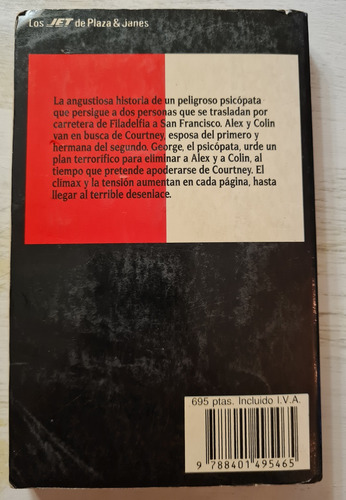 Los JET de Plaza & Janés
La angustiosa historia de un peligroso psicópata
que persigue a dos personas que se trasladan por
carretera de Filadelfia a San Francisco. Alex y Colin
van en busca de Courtney, esposa del primero y
hermana del segundo. George, el psicópata, urde un
plan terrorífico para eliminar a Alex y a Colin, al
tiempo que pretende apoderarse de Courtney. El
clímax y la tensión aumentan en cada página, hasta
llegar al terrible desenlace.
695 ptas. Incluido I.V.A.
9 788401 495465